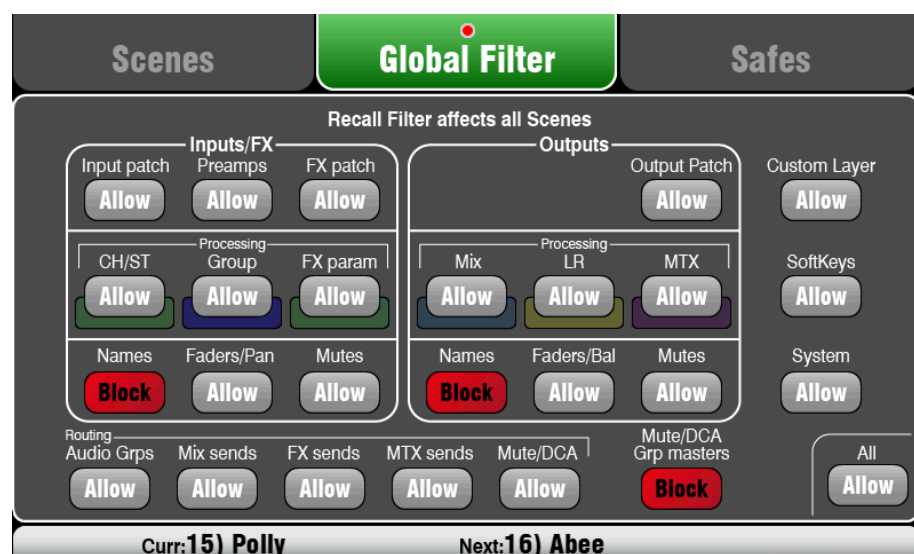 Scenes
Global Filter
Safes
Recall Filter affects all Scenes
Inputs/FX
Outputs
Input patch Preamps FX patch
Output Patch
Custom Layer
Allow Allow Allow
Allow
Allow
Processing
Processing
CH/ST Group FX param
Mix LR MTX
SoftKeys
Allow Allow Allow
Allow Allow Allow
Allow
Names Faders/Pan Mutes
Names Faders/Bal Mutes
System
Block Allow Allow
Block Allow Allow
Allow
Routing
Audio Grps Mix sends FX sends MTX sends Mute/DCA
Mute/DCA
Grp masters
All
Allow Allow Allow Allow Allow
Block
Allow
Curr:15) Polly
Next:16) Abee